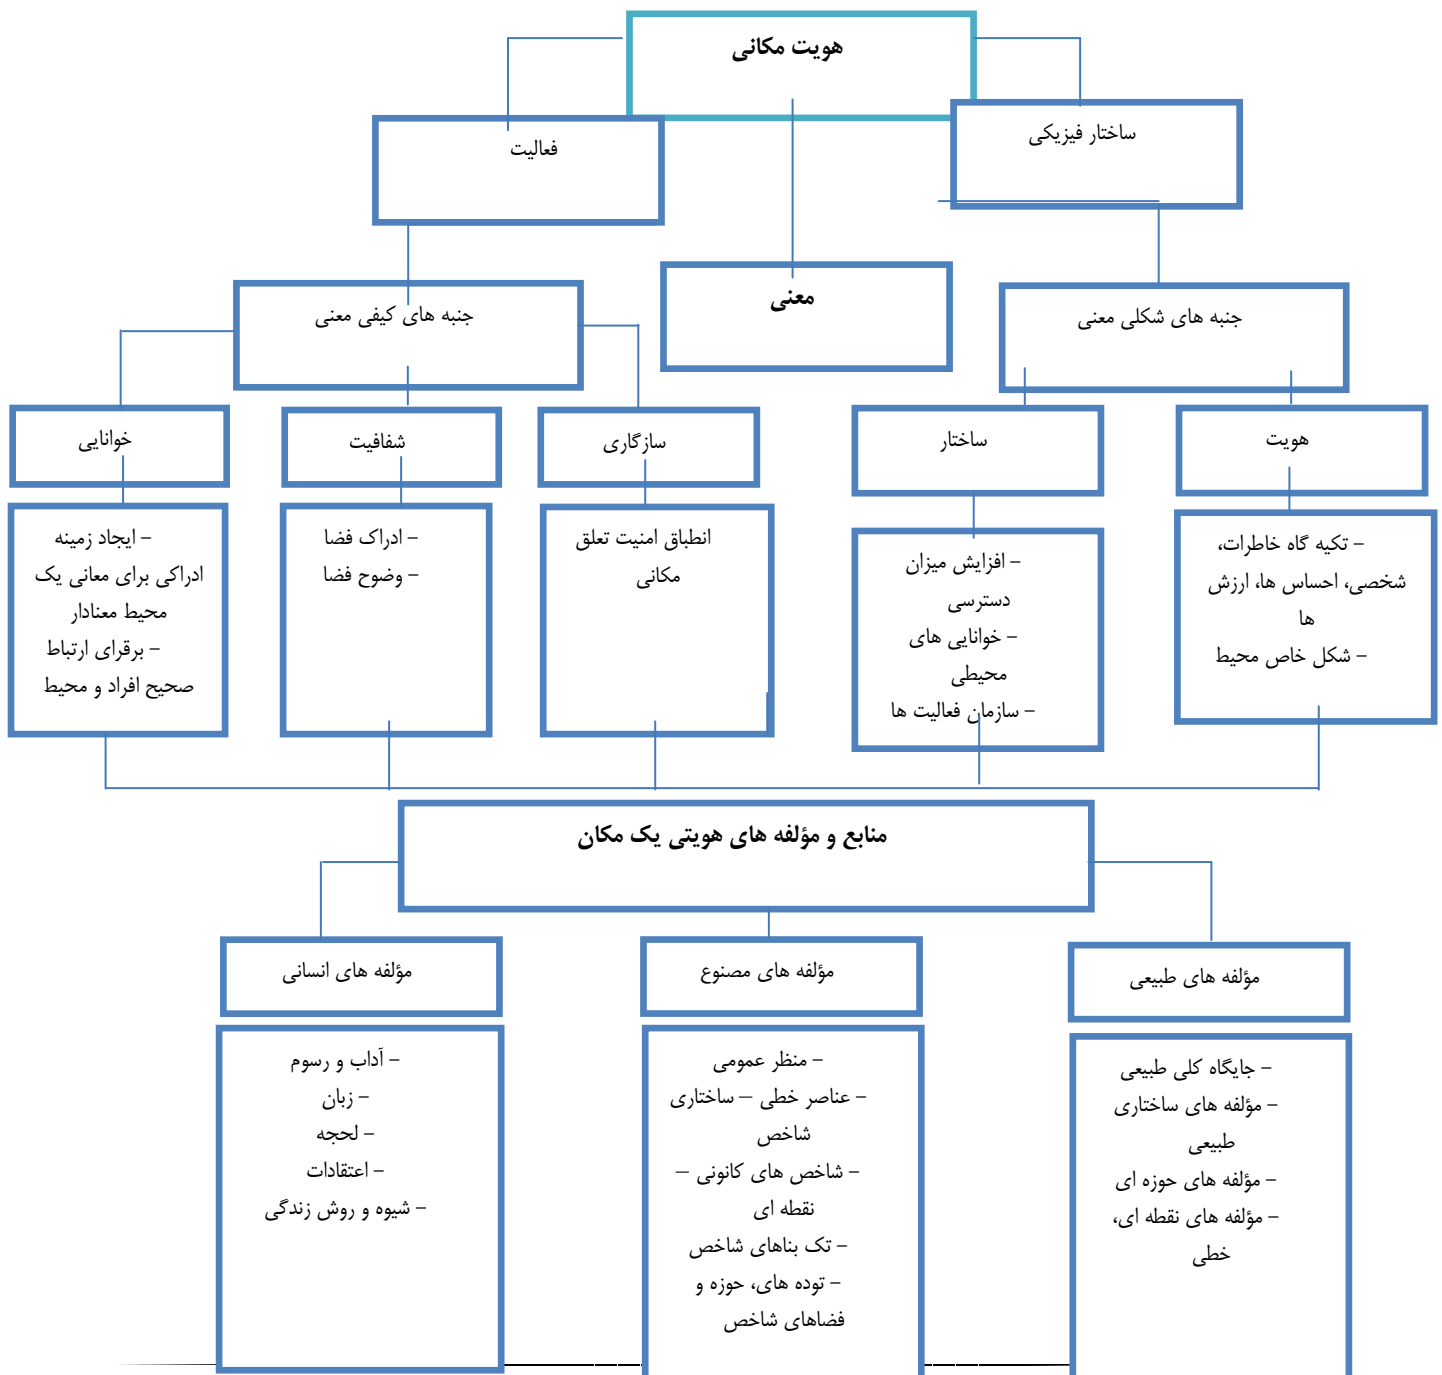 هویت مکانی
ساختار فیزیکی
فعالیت
معنی
جنبه های شکلی معنی
جنبه های کیفی معنی
هویت
ساختار
سازگاری
شفافیت
خوانایی
– تکیه گاه خاطرات،
شخصی، احساس ها، ارزش
ها
– شکل خاص محیط
– افزایش میزان
دسترسی
– خوانایی های
محیطی
– سازمان فعالیت ها
انطباق امنیت تعلق
مکانی
– ادراک فضا
– وضوح فضا
– ایجاد زمینه
ادراکی برای معانی یک
محیط معنادار
– برقرای ارتباط
صحیح افراد و محیط
منابع و مؤلفه های هویتی یک مکان
مؤلفه های طبیعی
مؤلفه های مصنوع
مؤلفه های انسانی
– جایگاه کلی طبیعی
– مؤلفه های ساختاری
طبیعی
– مؤلفه های حوزه ای
– مؤلفه های نقطه ای،
خطی
– منظر عمومی
– عناصر خطی – ساختاری
شاخص
– شاخص های کانونی –
نقطه ای
– تک بناهای شاخص
– توده های، حوزه و
فضاهای شاخص
– آداب و رسوم
– زبان
– لحجه
– اعتقادات
– شیوه و روش زندگی